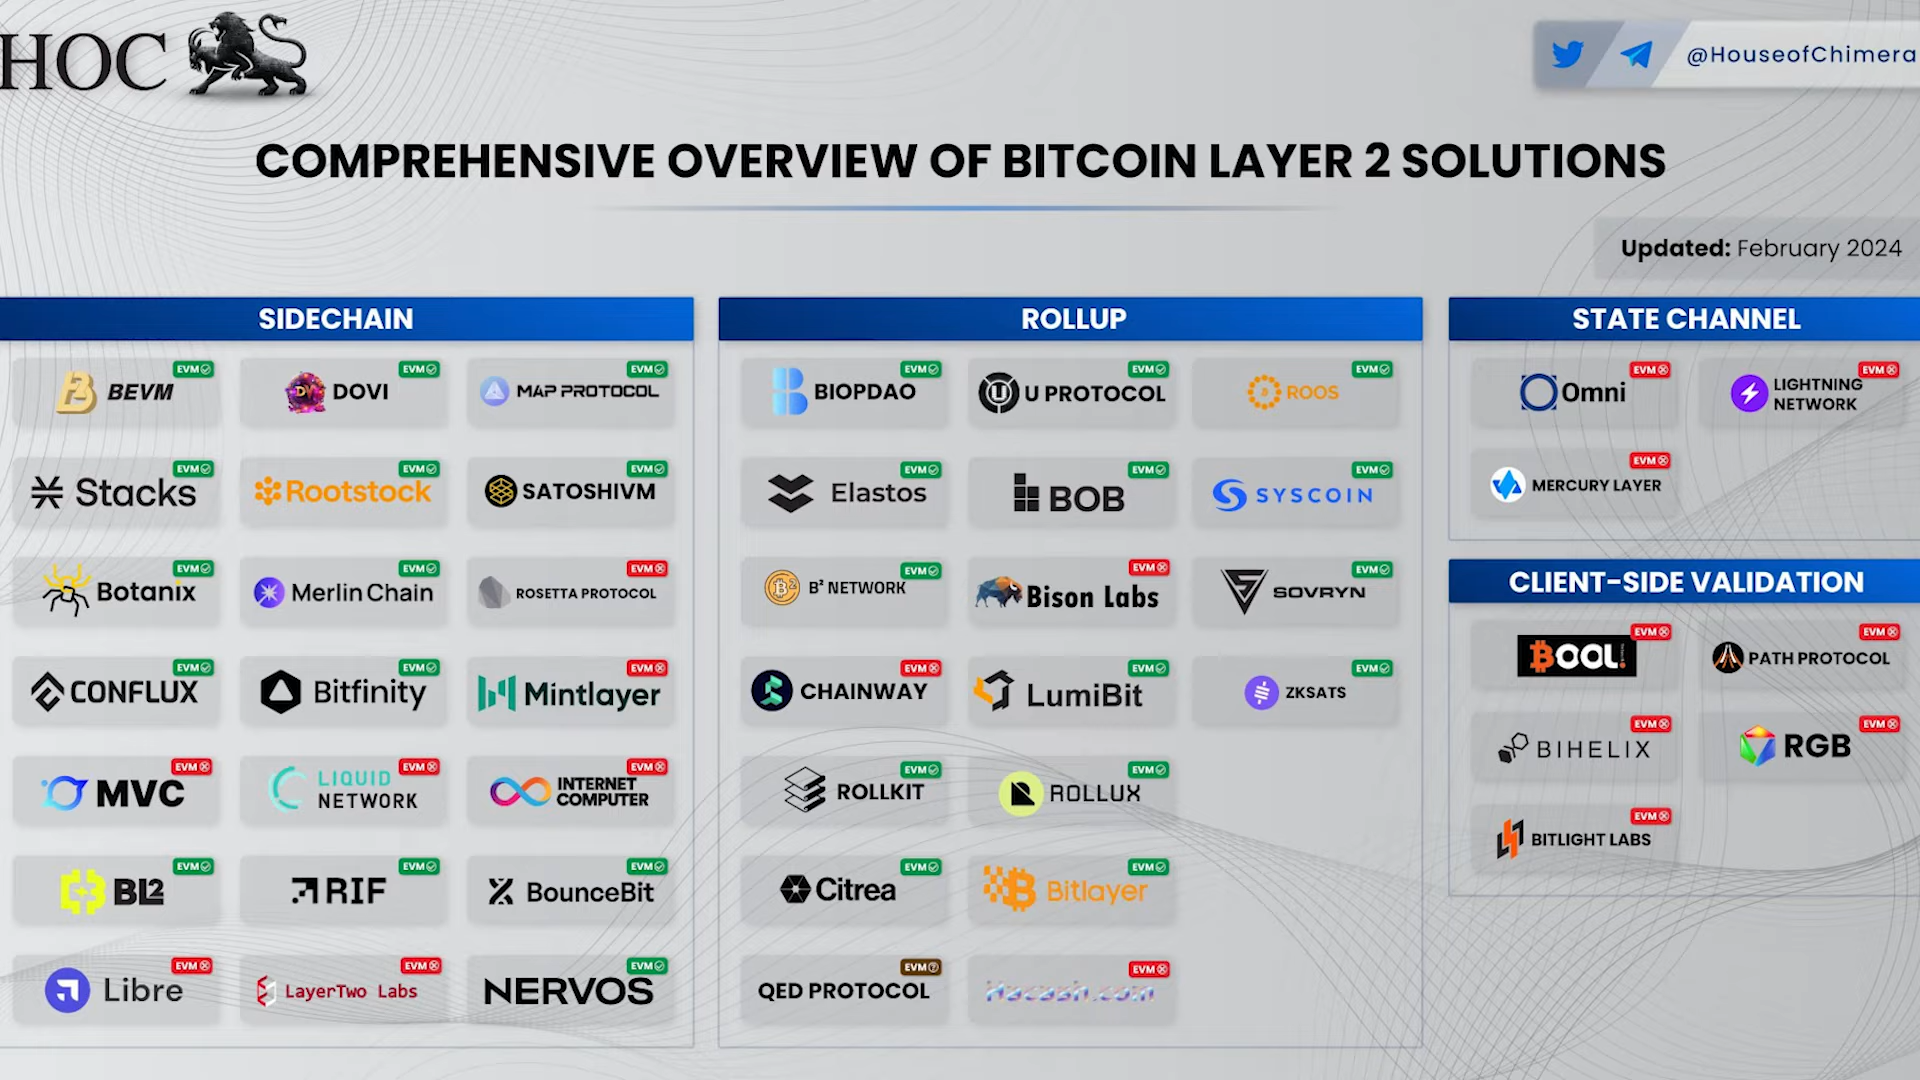 HOC
@HouseofChimera
COMPREHENSIVE OVERVIEW OF BITCOIN LAYER 2 SOLUTIONS
Updated: February 2024
SIDECHAIN
EVM
BEVM
EVM
DOVI
EVM
MAP PROTOCOL
EVM
Stacks
EVM
Rootstock
EVM
SATOSHIVM
EVM
Botanix
EVM
Merlin Chain
EVM
ROSETTA PROTOCOL
EVM
CONFLUX
EVM
Bitfinity
EVM
Mintlayer
EVM
MVC
EVM
LIQUID
NETWORK
EVM
INTERNET
COMPUTER
EVM
BL2
EVM
RIF
EVM
BounceBit
EVM
Libre
EVM
LayerTwo Labs
EVM
NERVOS
ROLLUP
EVM
BIOPDAO
EVM
U PROTOCOL
EVM
ROOS
EVM
Elastos
EVM
BOB
EVM
SYSCOIN
EVM
B² NETWORK
EVM
Bison Labs
EVM
SOVRYN
EVM
CHAINWAY
EVM
LumiBit
EVM
ZKSATS
EVM
ROLLKIT
EVM
ROLLUX
EVM
Citrea
EVM
Bitlayer
EVM
QED PROTOCOL
EVM
Hacash.com
STATE CHANNEL
EVM
Omni
EVM
LIGHTNING
NETWORK
EVM
MERCURY LAYER
CLIENT-SIDE VALIDATION
EVM
BOOL
EVM
PATH PROTOCOL
EVM
BIHELIX
EVM
RGB
EVM
BITLIGHT LABS